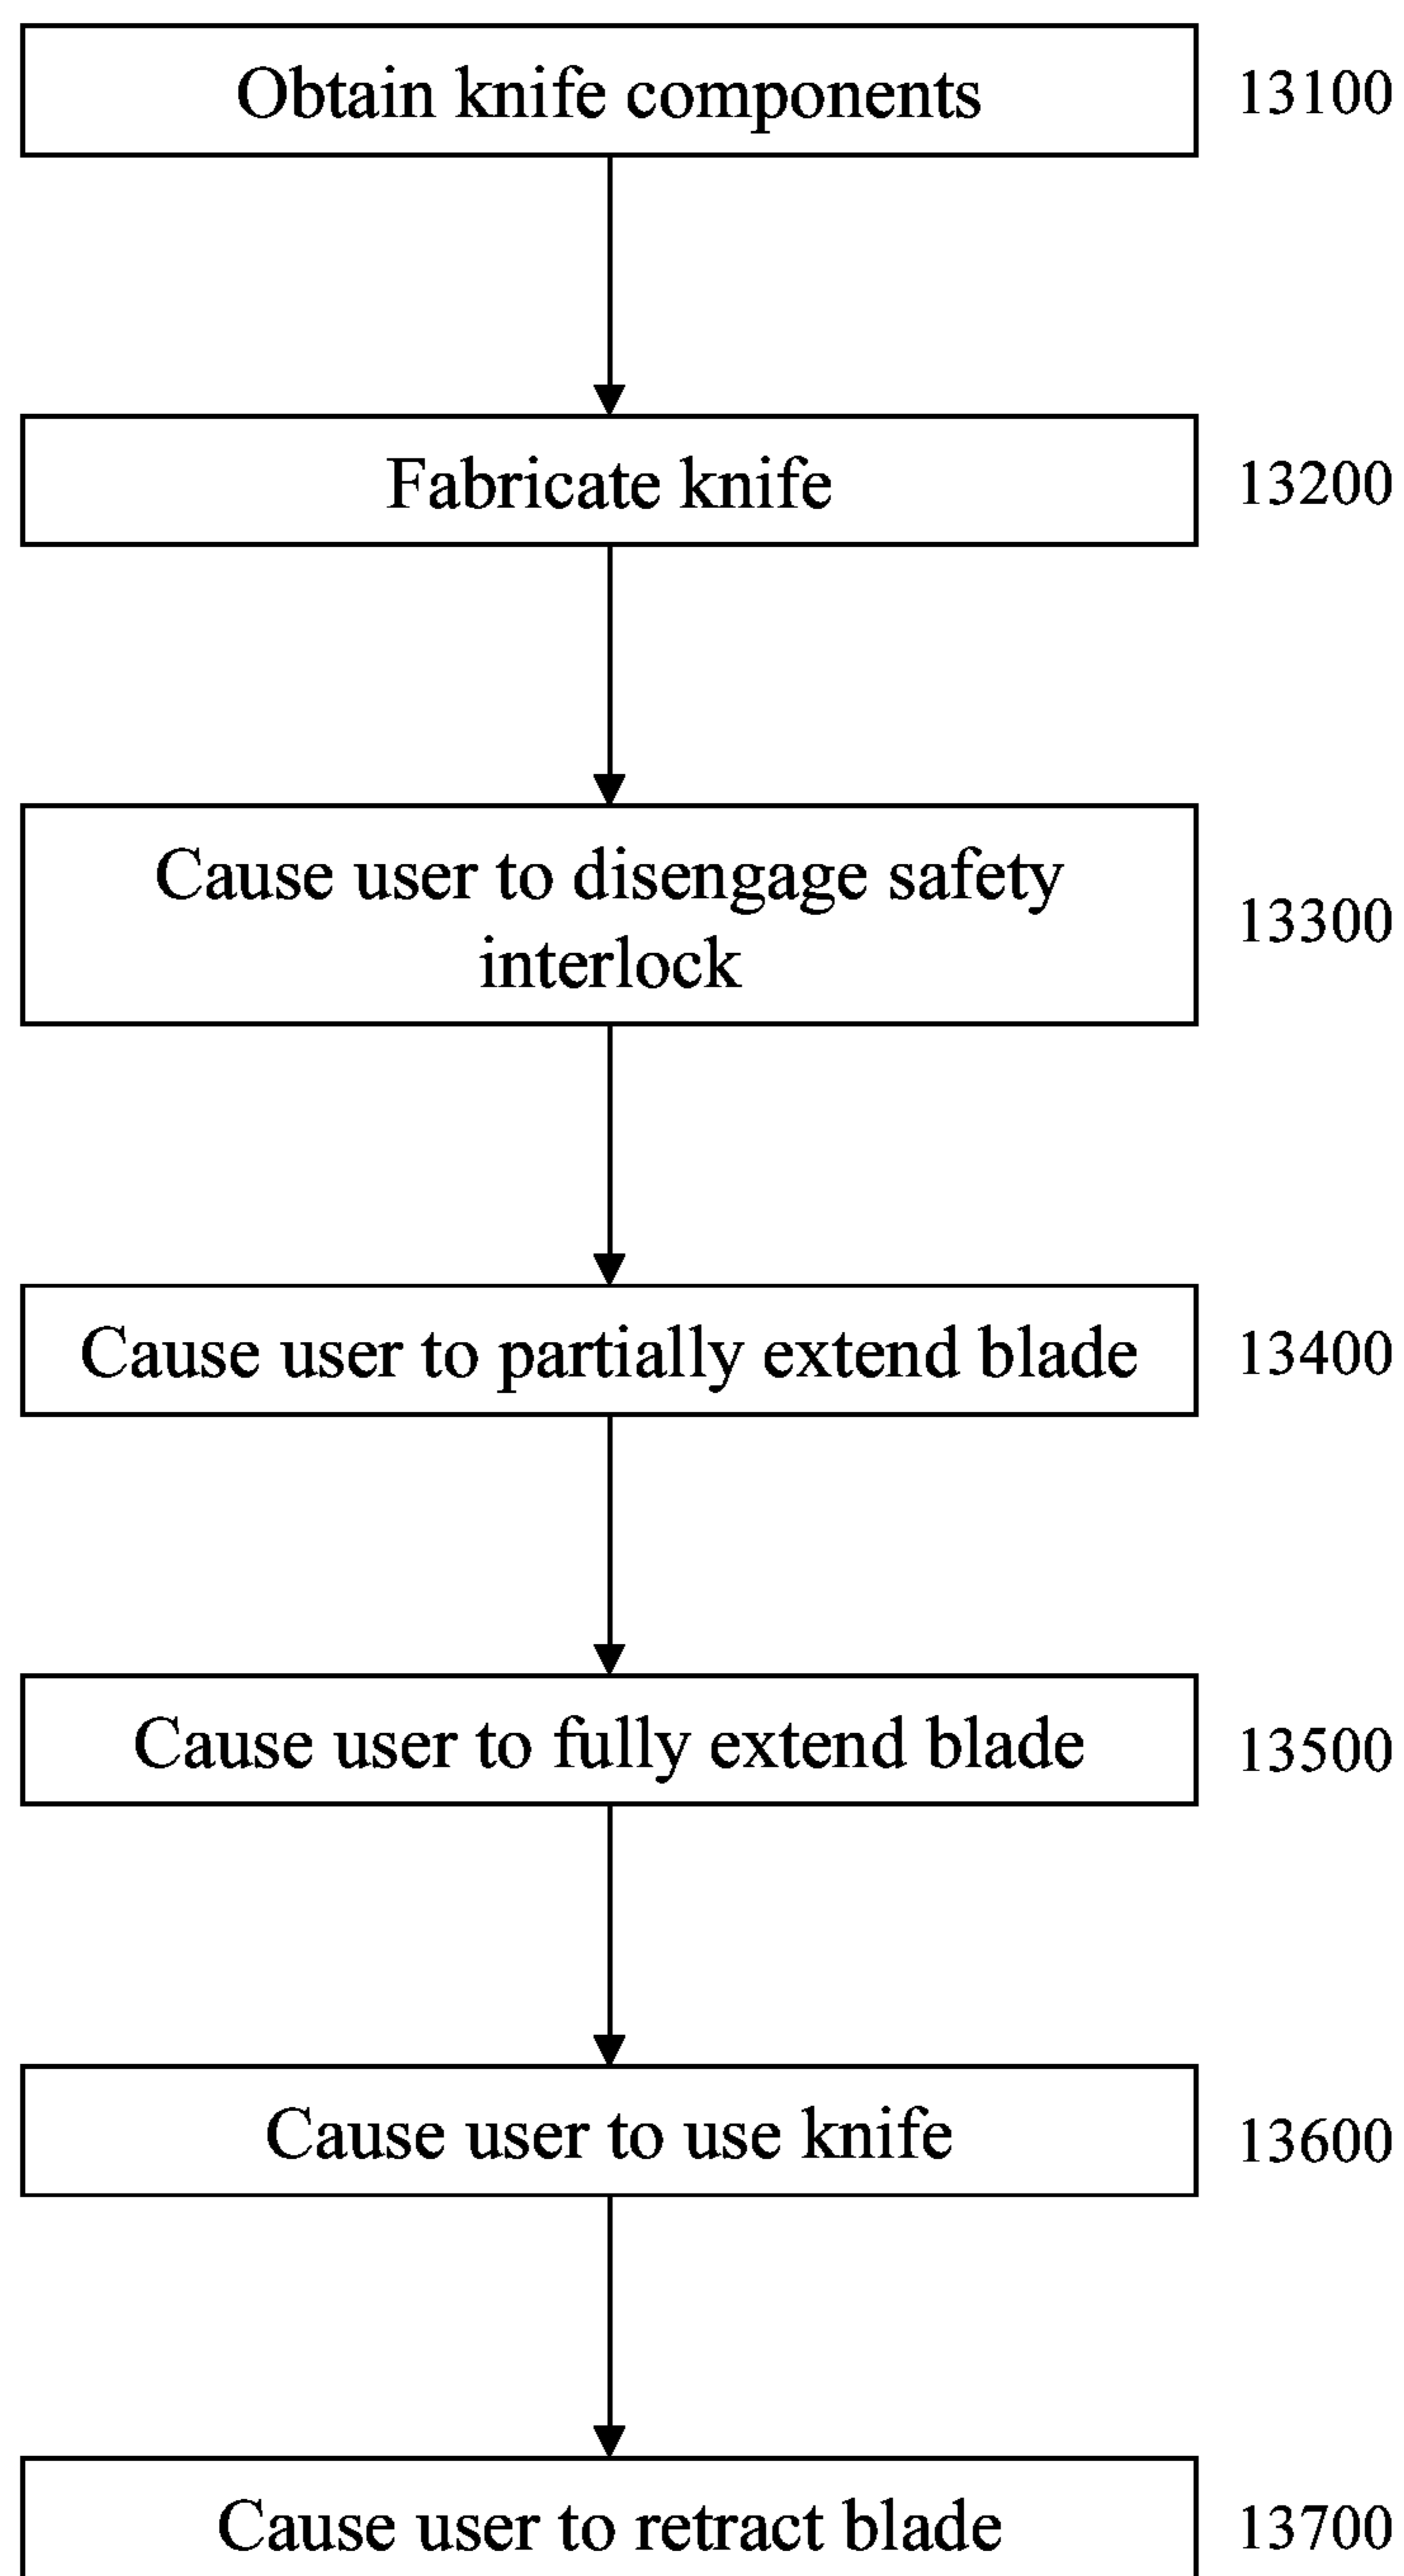 Obtain knife components 13100
Fabricate knife 13200
Cause user to disengage safety
interlock
13300
Cause user to partially extend blade 13400
Cause user to fully extend blade 13500
Cause user to use knife 13600
Cause user to retract blade 13700